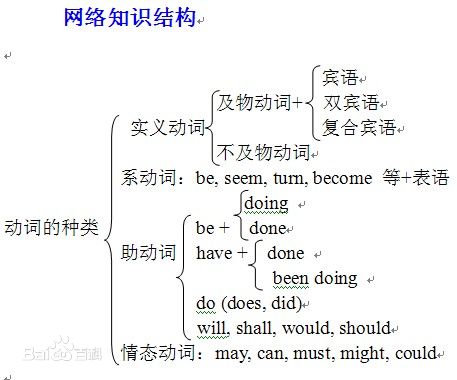 网络知识结构
宾语
及物动词+
双宾语
实义动词
复合宾语
不及物动词
系动词：be, seem, turn, become 等+表语
doing
be +
done
动词的种类
助动词
have +
done
been doing
do (does, did)
will, shall, would, should
Bai百科
情态动词：may, can, must, might, could